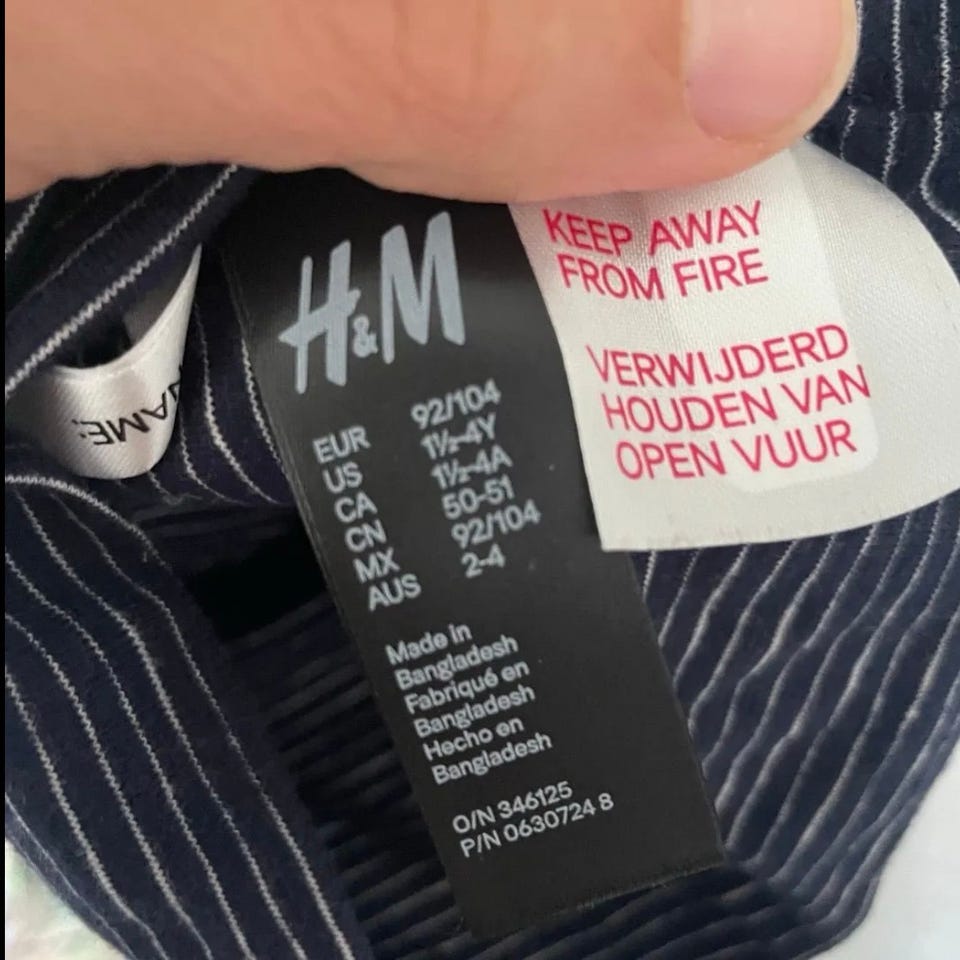 H&M
EUR 92/104
US 1½-4Y
CA 1½-4A
CN 50-51
MX 92/104
AUS 2-4
Made in
Bangladesh
Fabriqué en
Bangladesh
Hecho en
Bangladesh
O/N 346125
P/N 0630724 8
KEEP AWAY
FROM FIRE
VERWIJDERD
HOUDEN VAN
OPEN VUUR